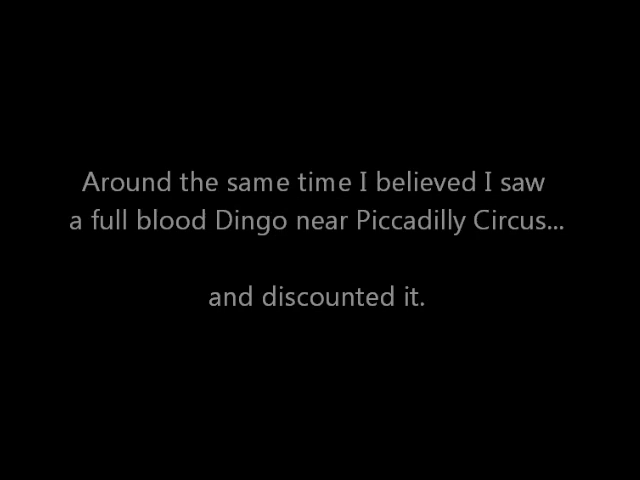 Around the same time I believed I saw
a full blood Dingo near Piccadilly Circus...
and discounted it.